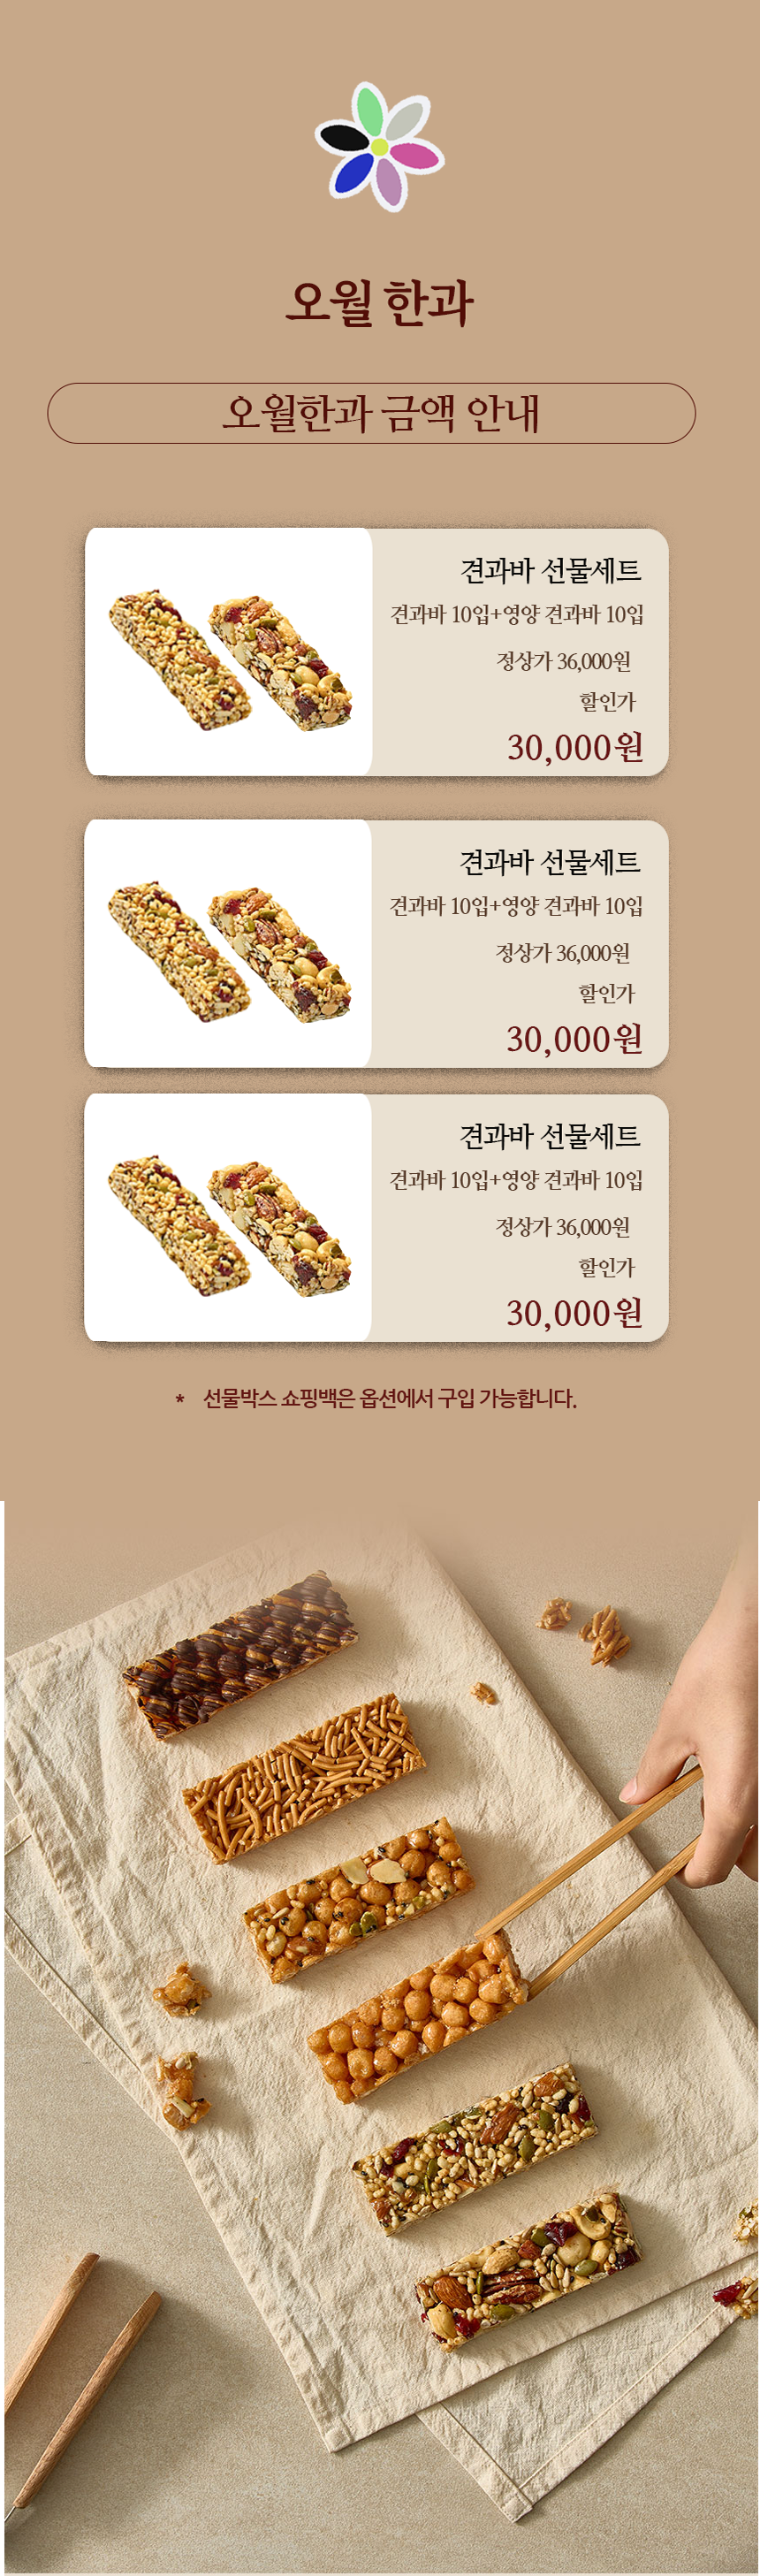 오월 한과
오월한과 금액 안내
견과바 선물세트
견과바 10입+영양 견과바 10입
정상가 36,000원
할인가
30,000원
견과바 선물세트
견과바 10입+영양 견과바 10입
정상가 36,000원
할인가
30,000원
견과바 선물세트
견과바 10입+영양 견과바 10입
정상가 36,000원
할인가
30,000원
* 선물박스 쇼핑백은 옵션에서 구입 가능합니다.